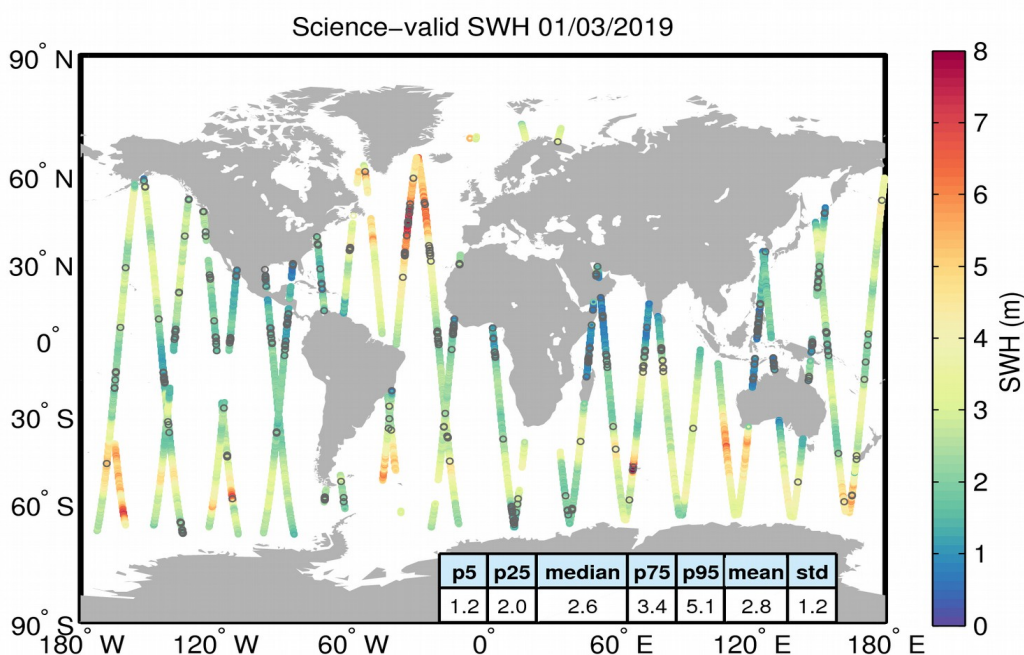 Science−valid SWH 01/03/2019
90° N
60° N
30° N
0°
30° S
60° S
90° S
180° W 120° W 60° W 0° 60° E 120° E 180° E
p5 p25 median p75 p95 mean std
1.2 2.0 2.6 3.4 5.1 2.8 1.2
8
7
6
5
4
3
2
1
0
SWH (m)